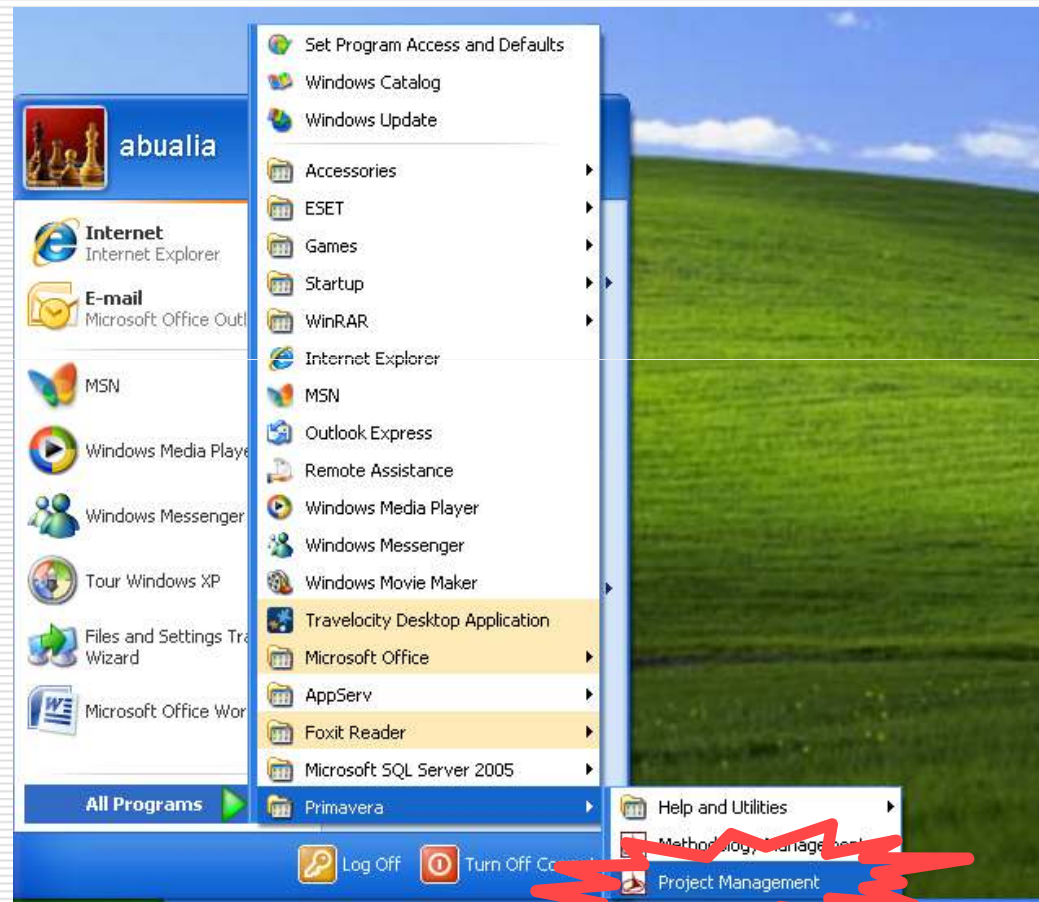 abualia
Internet
Internet Explorer
E-mail
Microsoft Office Outl
MSN
Windows Media Playe
Windows Messenger
Tour Windows XP
Files and Settings Tra
Wizard
Microsoft Office Wor
All Programs
Set Program Access and Defaults
Windows Catalog
Windows Update
Accessories
ESET
Games
Startup
WinRAR
Internet Explorer
MSN
Outlook Express
Remote Assistance
Windows Media Player
Windows Messenger
Windows Movie Maker
Travelocity Desktop Application
Microsoft Office
AppServ
Foxit Reader
Microsoft SQL Server 2005
Primavera
Help and Utilities
Methodology Management
Project Management
Log Off
Turn Off Co